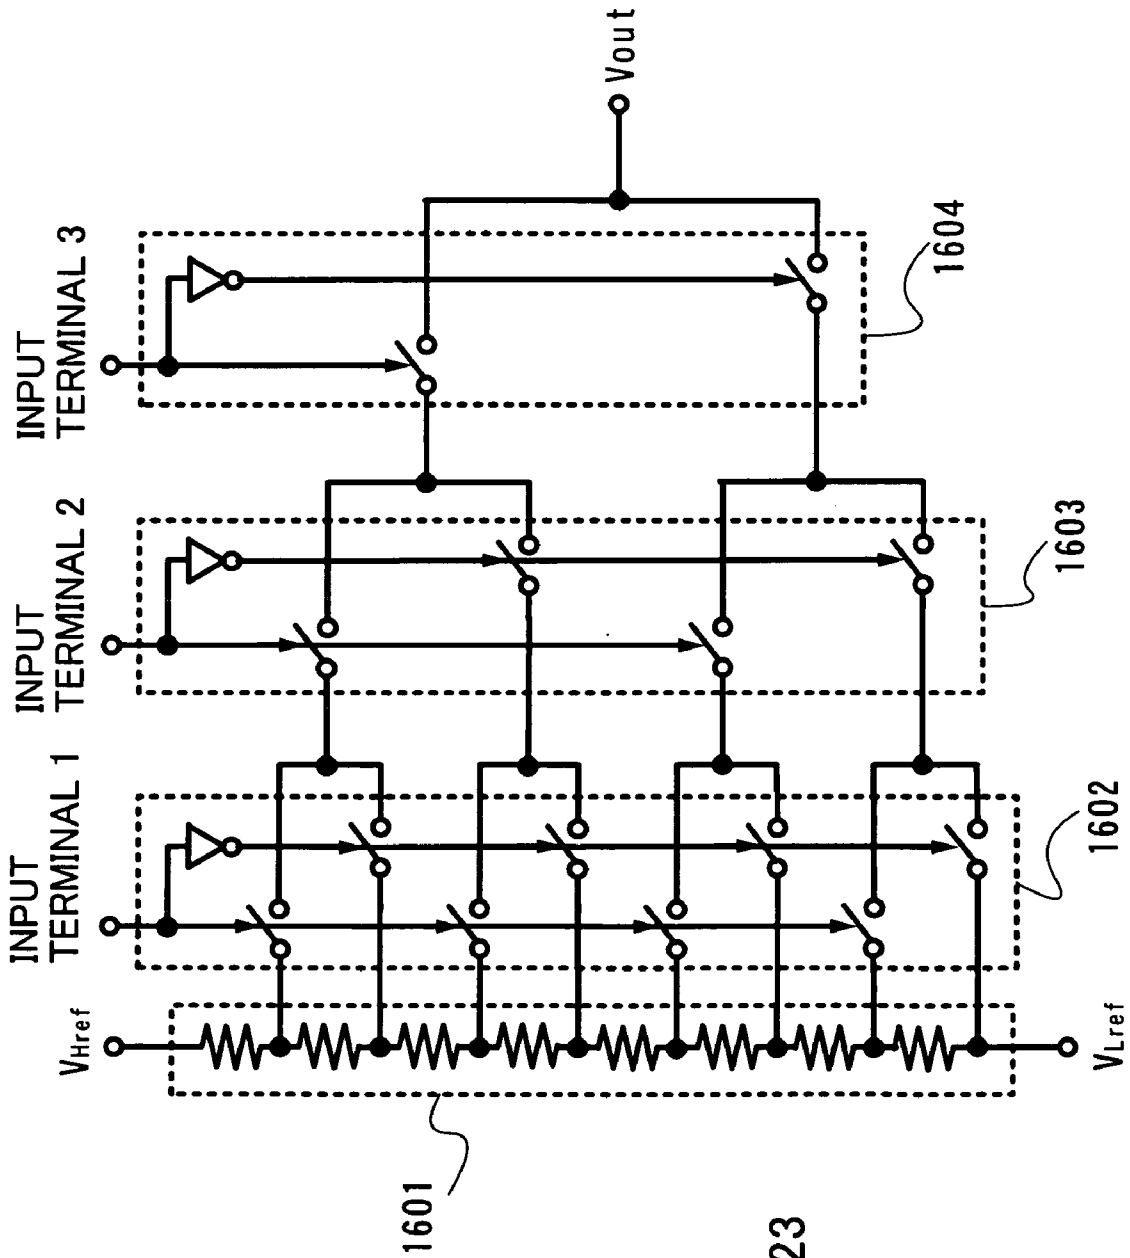 INPUT
TERMINAL 1
INPUT
TERMINAL 2
INPUT
TERMINAL 3
VHref
VLref
Vout
1601
1602
1603
1604
23